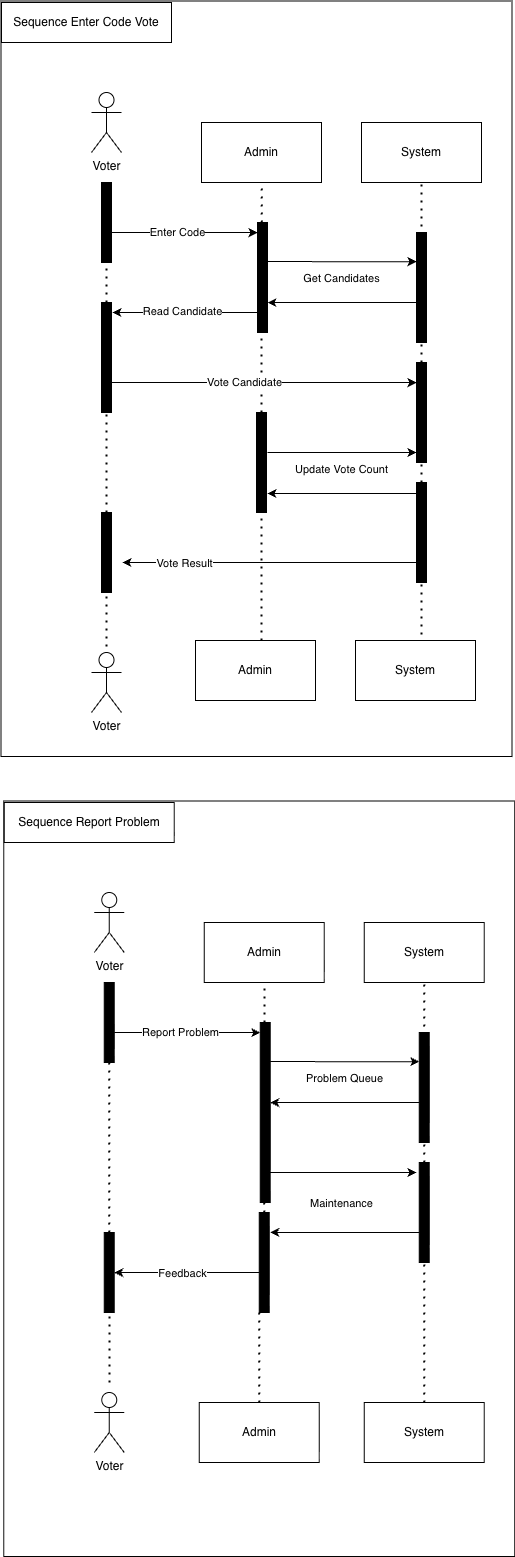 Sequence Enter Code Vote
Voter
Admin
System
Enter Code
Get Candidates
Read Candidate
Vote Candidate
Update Vote Count
Vote Result
Admin
System
Voter
Sequence Report Problem
Voter
Admin
System
Report Problem
Problem Queue
Maintenance
Feedback
Admin
System
Voter